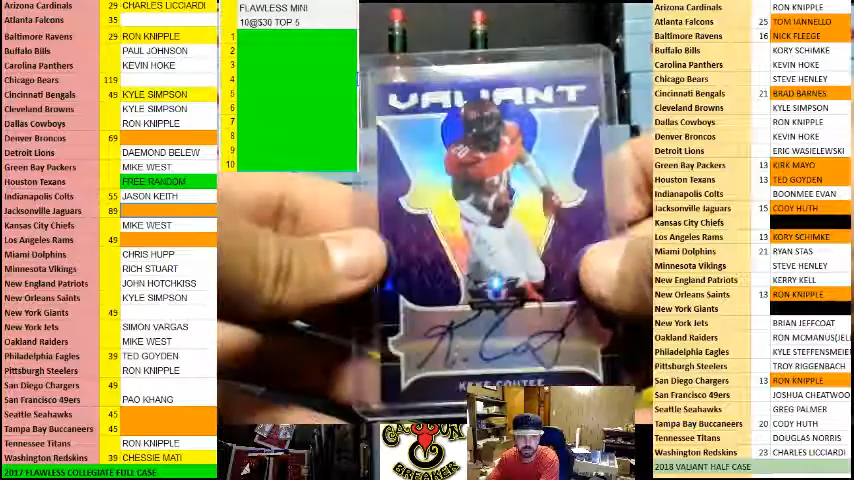 Arizona Cardinals 29 CHARLES LICCIARDI
Atlanta Falcons 35
Baltimore Ravens 29 RON KNIPPLE
Buffalo Bills PAUL JOHNSON
Carolina Panthers KEVIN HOKE
Chicago Bears 119
Cincinnati Bengals 49 KYLE SIMPSON
Cleveland Browns KYLE SIMPSON
Dallas Cowboys RON KNIPPLE
Denver Broncos 69
Detroit Lions DAEMOND BELEW
Green Bay Packers MIKE WEST
Houston Texans FREE RANDOM
Indianapolis Colts 55 JASON KEITH
Jacksonville Jaguars 89
Kansas City Chiefs MIKE WEST
Los Angeles Rams 49
Miami Dolphins CHRIS HUPP
Minnesota Vikings RICH STUART
New England Patriots JOHN HOTCHKISS
New Orleans Saints KYLE SIMPSON
New York Giants 49
New York Jets SIMON VARGAS
Oakland Raiders MIKE WEST
Philadelphia Eagles 39 TED GOYDEN
Pittsburgh Steelers RON KNIPPLE
San Diego Chargers 49
San Francisco 49ers PAO KHANG
Seattle Seahawks 45
Tampa Bay Buccaneers 45
Tennessee Titans RON KNIPPLE
Washington Redskins 39 CHESSIE MATI
2017 FLAWLESS COLLEGIATE FULL CASE
FLAWLESS MINI
10@$30 TOP 5
1
2
3
4
5
6
7
8
9
10
VALIANT
KEKE COUTEE
BREAKER
Arizona Cardinals RON KNIPPLE
Atlanta Falcons 25 TOM IANNELLO
Baltimore Ravens 16 NICK FLEEGE
Buffalo Bills KORY SCHIMKE
Carolina Panthers KEVIN HOKE
Chicago Bears STEVE HENLEY
Cincinnati Bengals 21 BRAD BARNES
Cleveland Browns KYLE SIMPSON
Dallas Cowboys RON KNIPPLE
Denver Broncos KEVIN HOKE
Detroit Lions ERIC WASIELEWSKI
Green Bay Packers 13 KIRK MAYO
Houston Texans 13 TED GOYDEN
Indianapolis Colts BOONMEE EVAN
Jacksonville Jaguars 15 CODY HUTH
Kansas City Chiefs
Los Angeles Rams 13 KORY SCHIMKE
Miami Dolphins 21 RYAN STAS
Minnesota Vikings STEVE HENLEY
New England Patriots KERRY KELL
New Orleans Saints 13 RON KNIPPLE
New York Giants
New York Jets BRIAN JEFFCOAT
Oakland Raiders RON MCMANUS(JEL
Philadelphia Eagles KYLE STEFFENSMEIE
Pittsburgh Steelers TROY RIGGENBACH
San Diego Chargers 13 RON KNIPPLE
San Francisco 49ers JOSHUA CHEATWOO
Seattle Seahawks GREG PALMER
Tampa Bay Buccaneers 20 CODY HUTH
Tennessee Titans DOUGLAS NORRIS
Washington Redskins 23 CHARLES LICCIARDI
2018 VALIANT HALF CASE